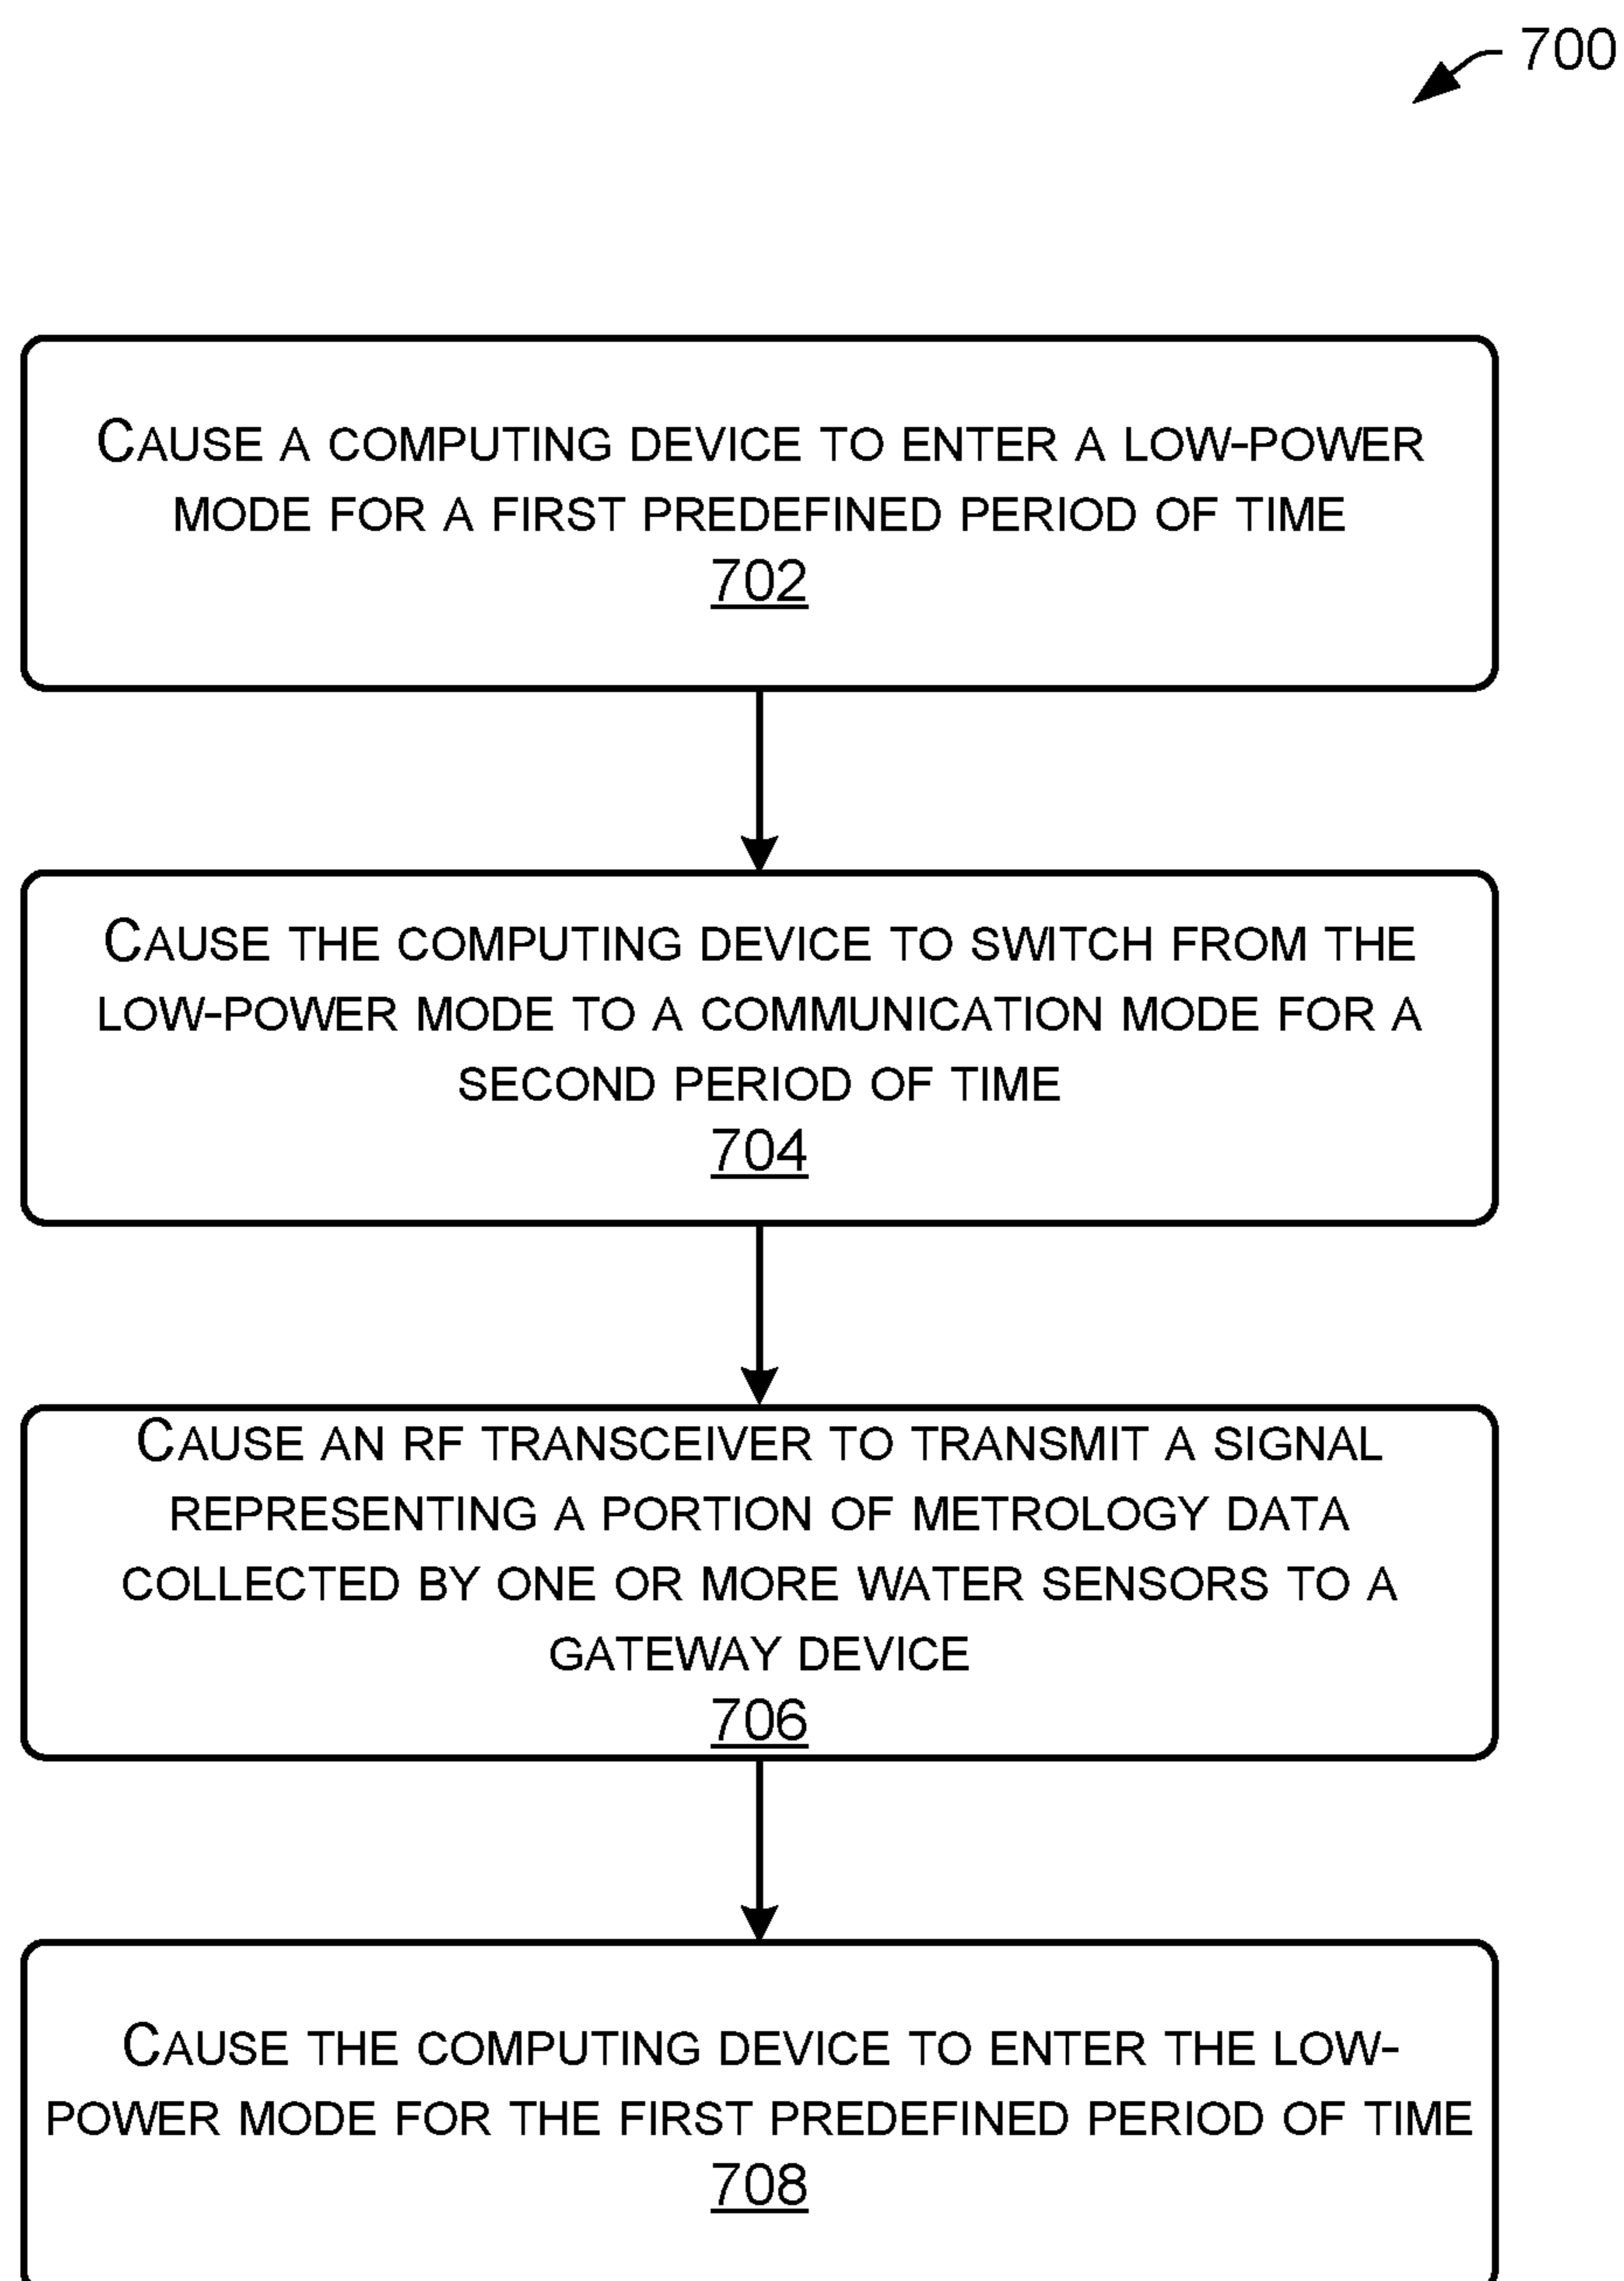 700
CAUSE A COMPUTING DEVICE TO ENTER A LOW-POWER
MODE FOR A FIRST PREDEFINED PERIOD OF TIME
702
CAUSE THE COMPUTING DEVICE TO SWITCH FROM THE
LOW-POWER MODE TO A COMMUNICATION MODE FOR A
SECOND PERIOD OF TIME
704
CAUSE AN RF TRANSCEIVER TO TRANSMIT A SIGNAL
REPRESENTING A PORTION OF METROLOGY DATA
COLLECTED BY ONE OR MORE WATER SENSORS TO A
GATEWAY DEVICE
706
CAUSE THE COMPUTING DEVICE TO ENTER THE LOW-
POWER MODE FOR THE FIRST PREDEFINED PERIOD OF TIME
708